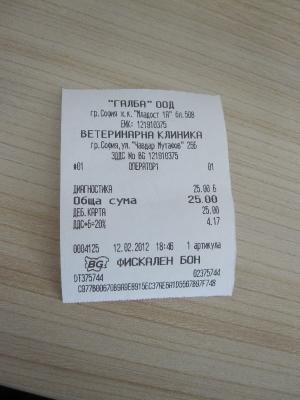 "ГАЛБА" ООД
гр.София ж.к."Младост 1А" бл.508
ЕИК: 121910375
ВЕТЕРИНАРНА КЛИНИКА
гр.София,ул."Чавдар Мутафов" 25Б
ЗДДС No BG 121910375
#01 ОПЕРАТОР1 01
ДИАГНОСТИКА 25.00 Б
Обща сума 25.00
ДЕБ.КАРТА 25.00
ДДС*Б=20% 4.17
0004125 12.02.2012 18:46 1 артикула
BG ФИСКАЛЕН БОН
DT375744 02375744